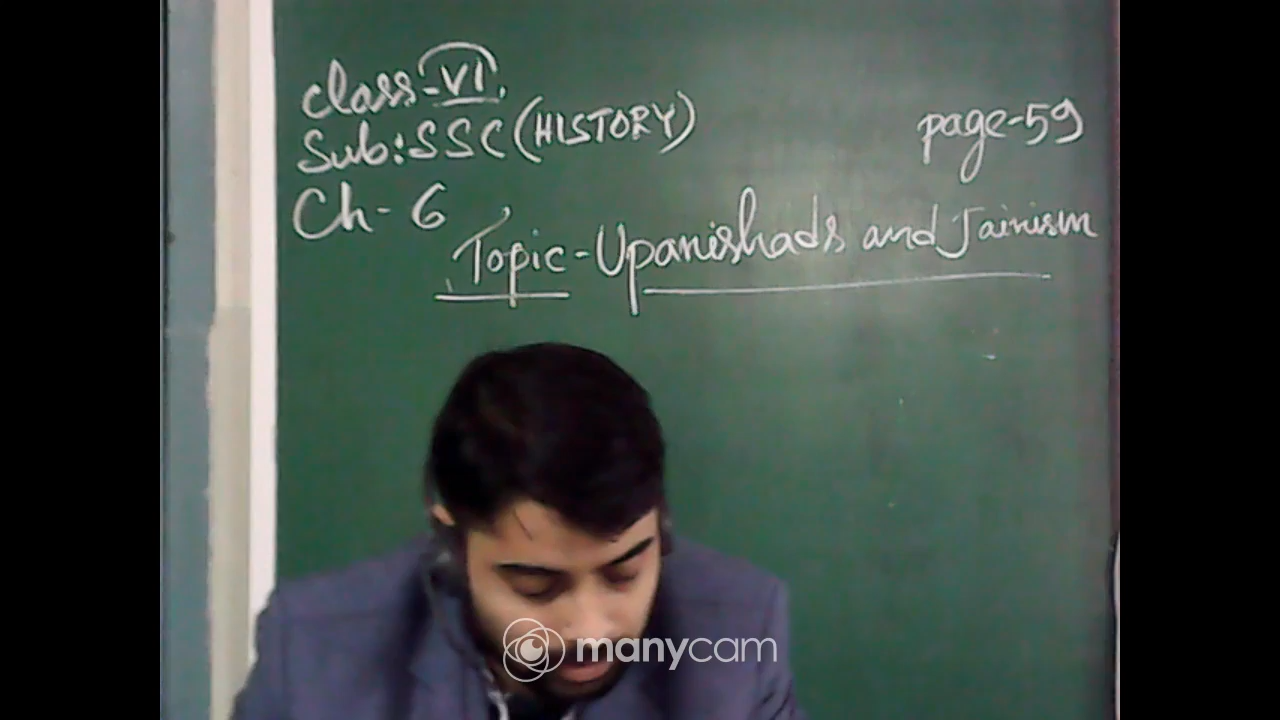 Class-VI.
Sub:SSC(HISTORY)
page-59
Ch-6
Topic-Upanishads and Jainism
manycam